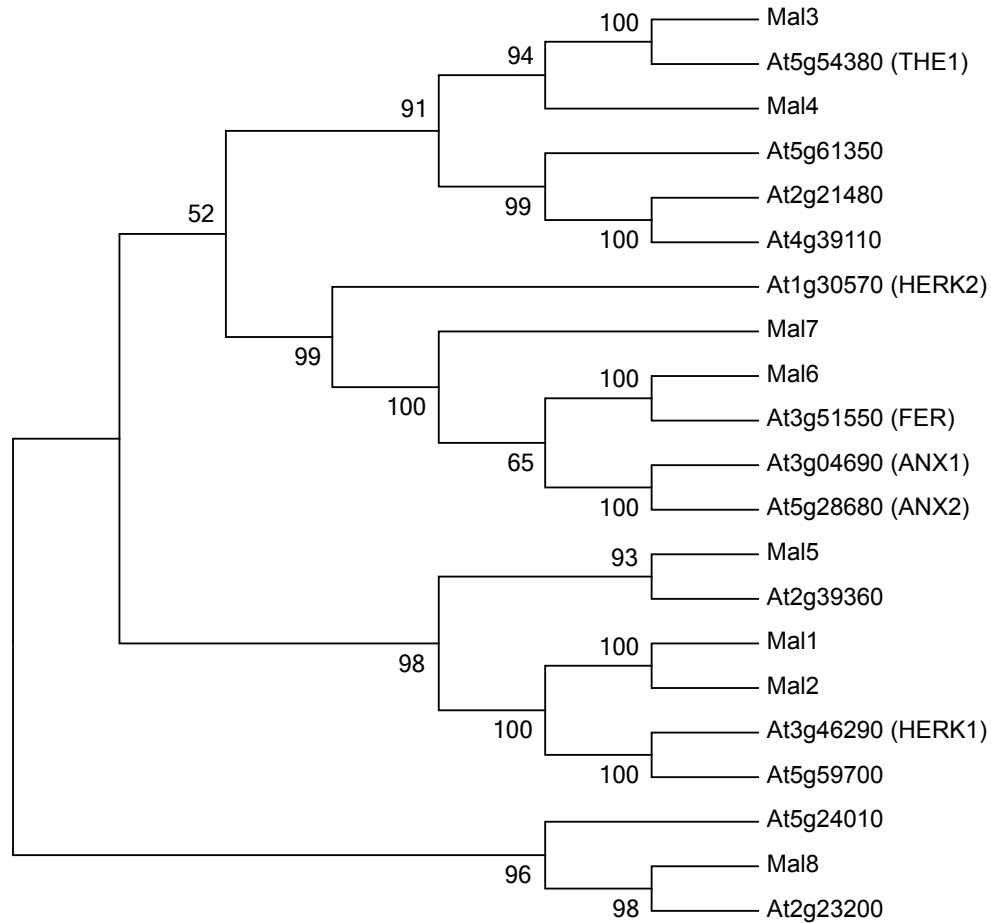 Mal3
100
At5g54380 (THE1)
94
Mal4
91
At5g61350
99
At2g21480
100
At4g39110
52
At1g30570 (HERK2)
99
Mal7
100
Mal6
100
At3g51550 (FER)
65
At3g04690 (ANX1)
100
At5g28680 (ANX2)
Mal5
93
At2g39360
98
Mal1
100
Mal2
100
At3g46290 (HERK1)
100
At5g59700
At5g24010
96
Mal8
98
At2g23200